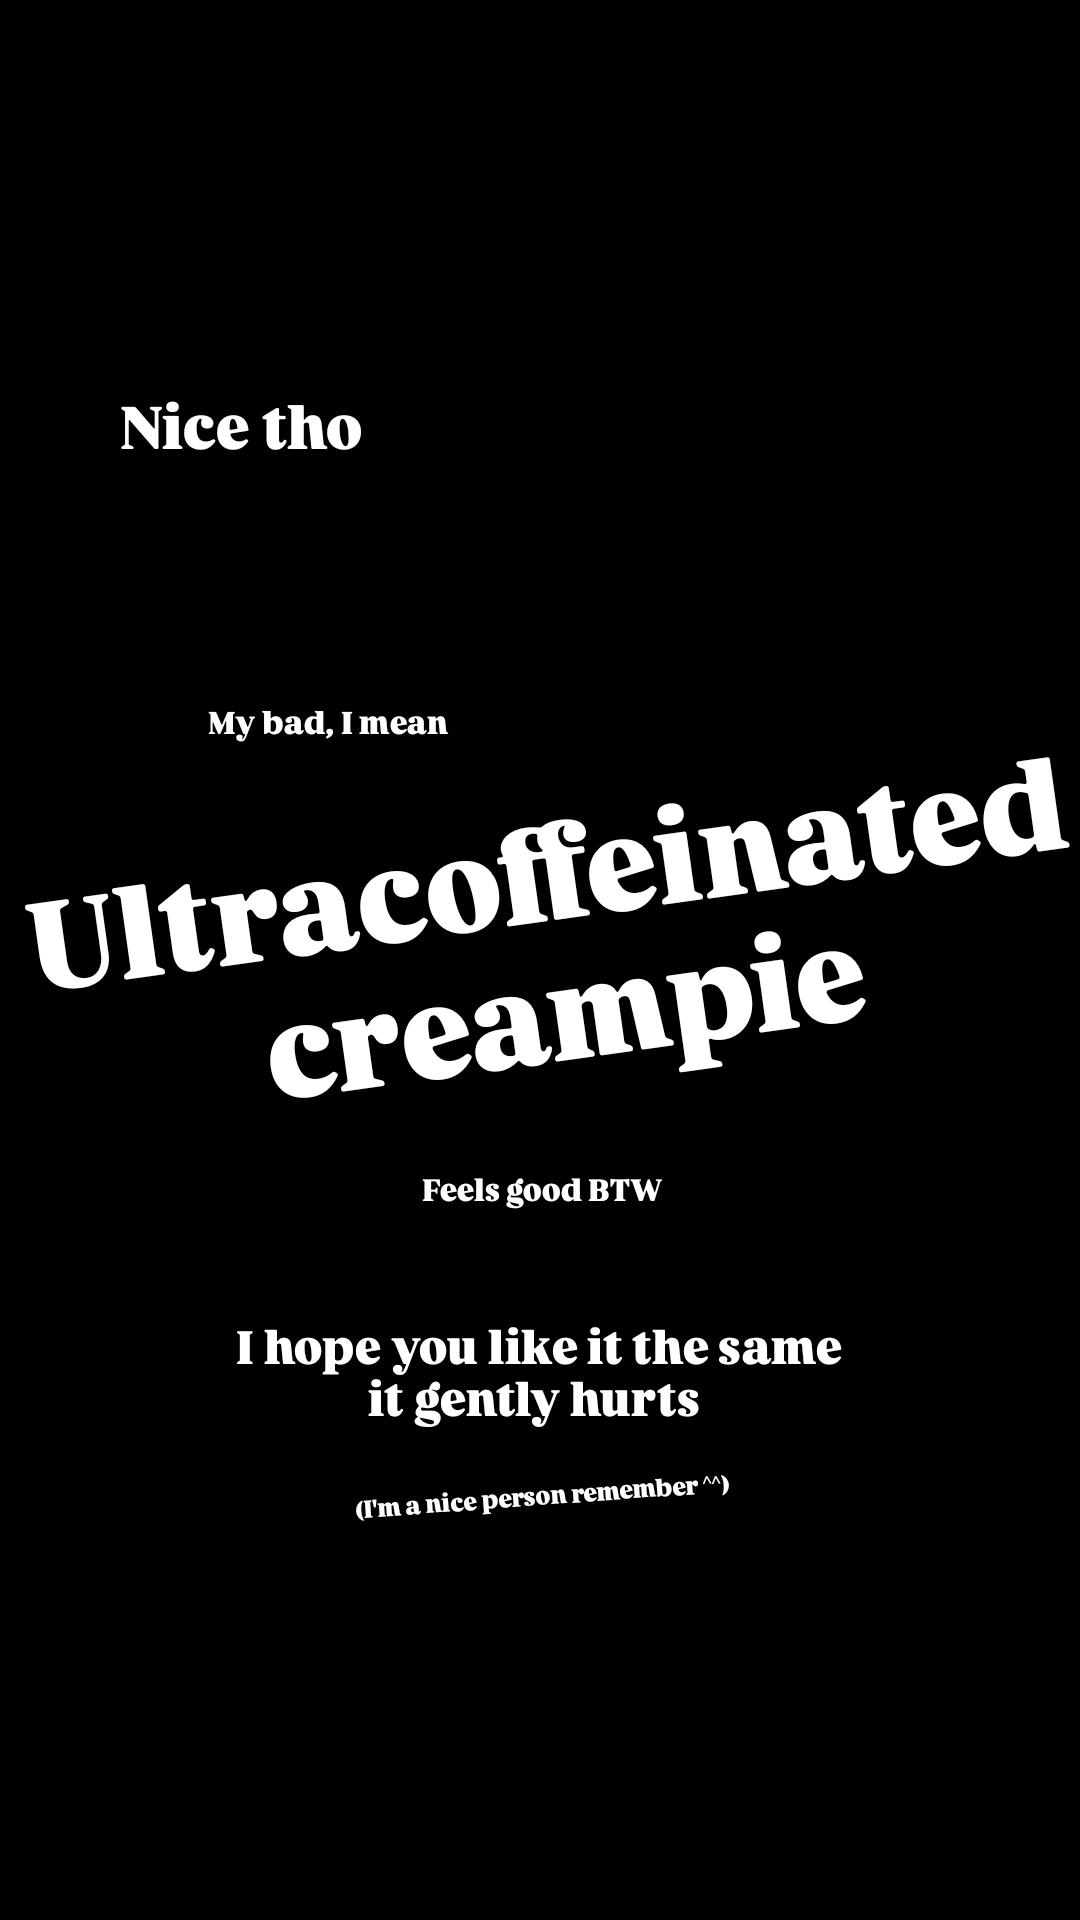 Nice tho
My bad, I mean
Ultracoffeinated
creampie
Feels good BTW
I hope you like it the same
it gently hurts
(I'm a nice person remember ^^)